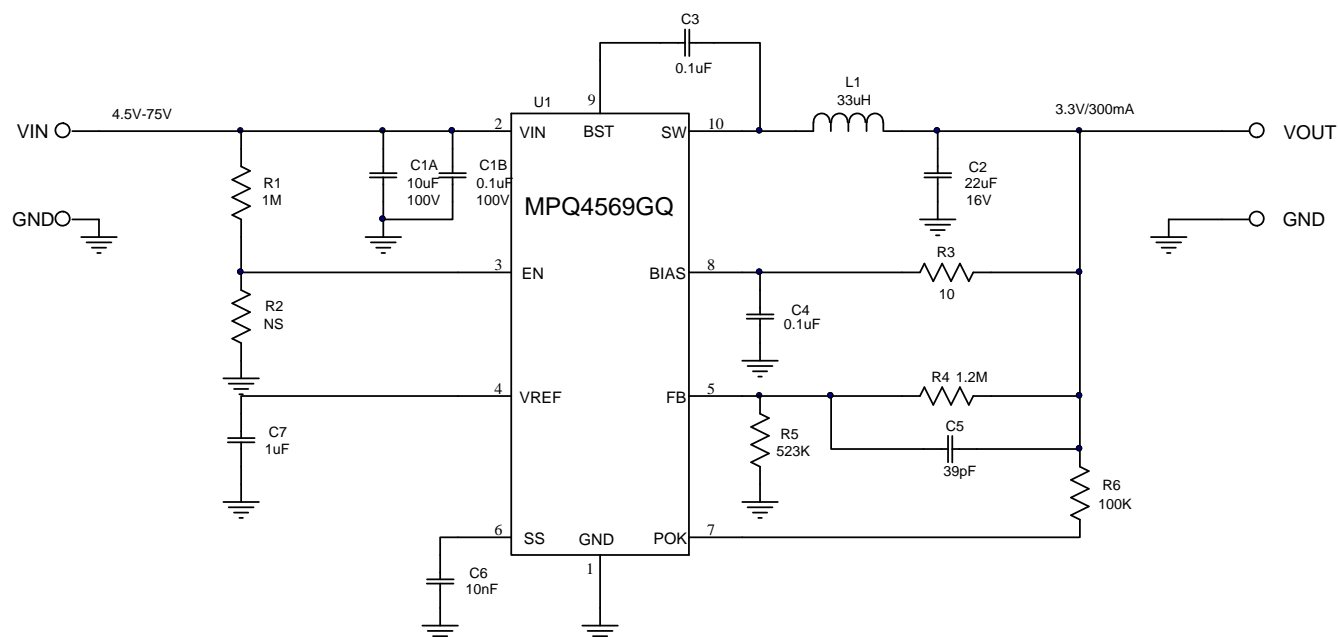 C3
0.1uF
U1
9
L1
33uH
4.5V-75V
3.3V/300mA
VIN
2
VIN
BST
SW
10
VOUT
R1
1M
C1A
10uF
100V
C1B
0.1uF
100V
C2
22uF
16V
MPQ4569GQ
GND
GND
3
EN
BIAS
8
R3
10
R2
NS
C4
0.1uF
4
VREF
FB
5
R4 1.2M
C7
1uF
R5
523K
C5
39pF
R6
100K
6
SS
GND
POK
7
1
C6
10nF